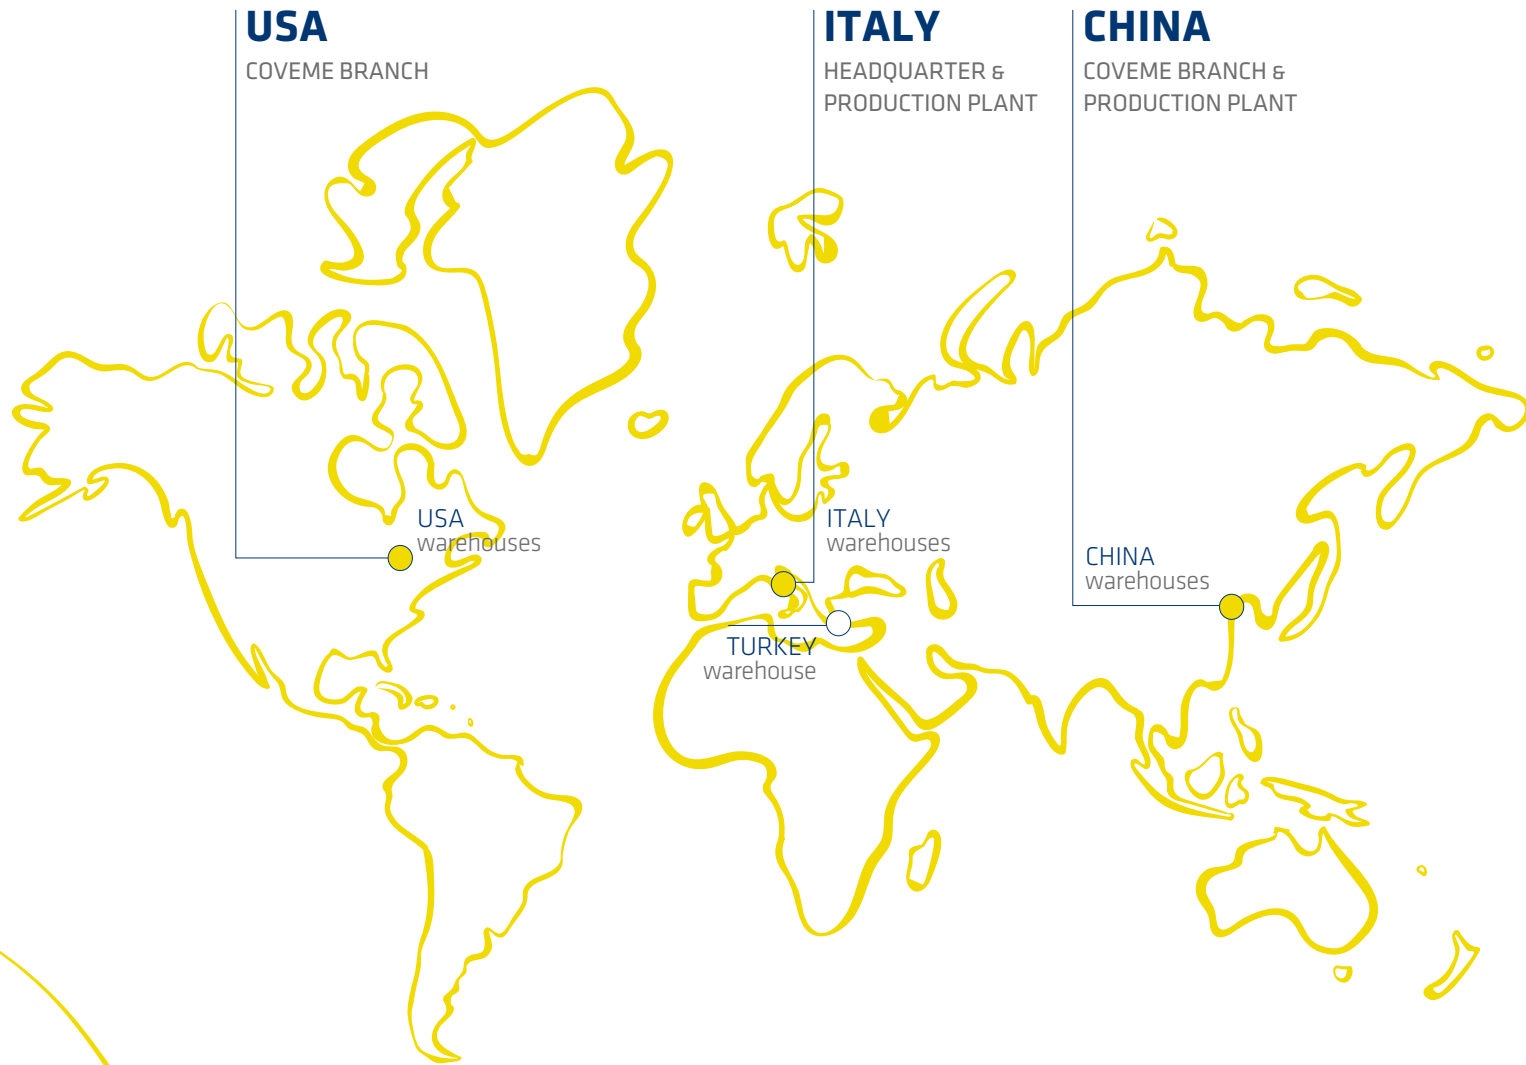 USA
COVEME BRANCH
ITALY
HEADQUARTER &
PRODUCTION PLANT
CHINA
COVEME BRANCH &
PRODUCTION PLANT
USA
warehouses
ITALY
warehouses
CHINA
warehouses
TURKEY
warehouse